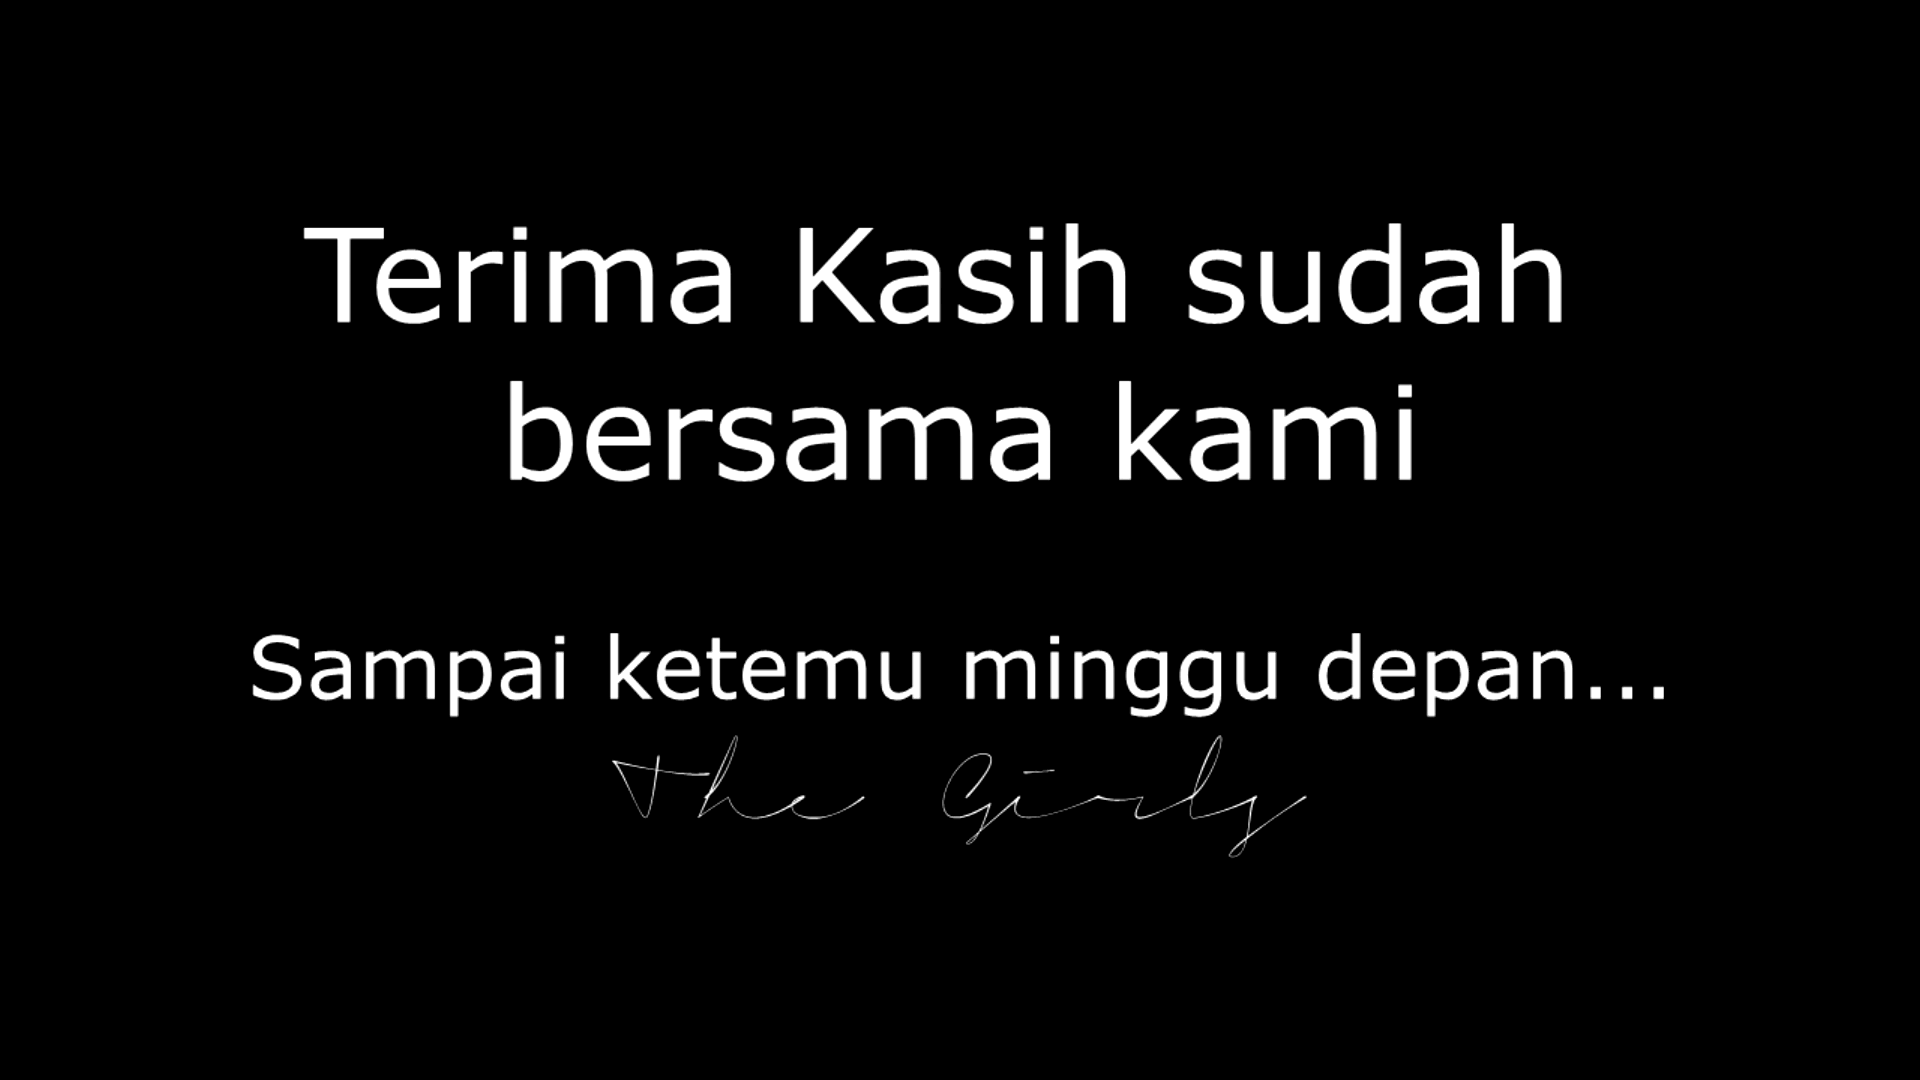 Terima Kasih sudah
bersama kami
Sampai ketemu minggu depan...
The Girls